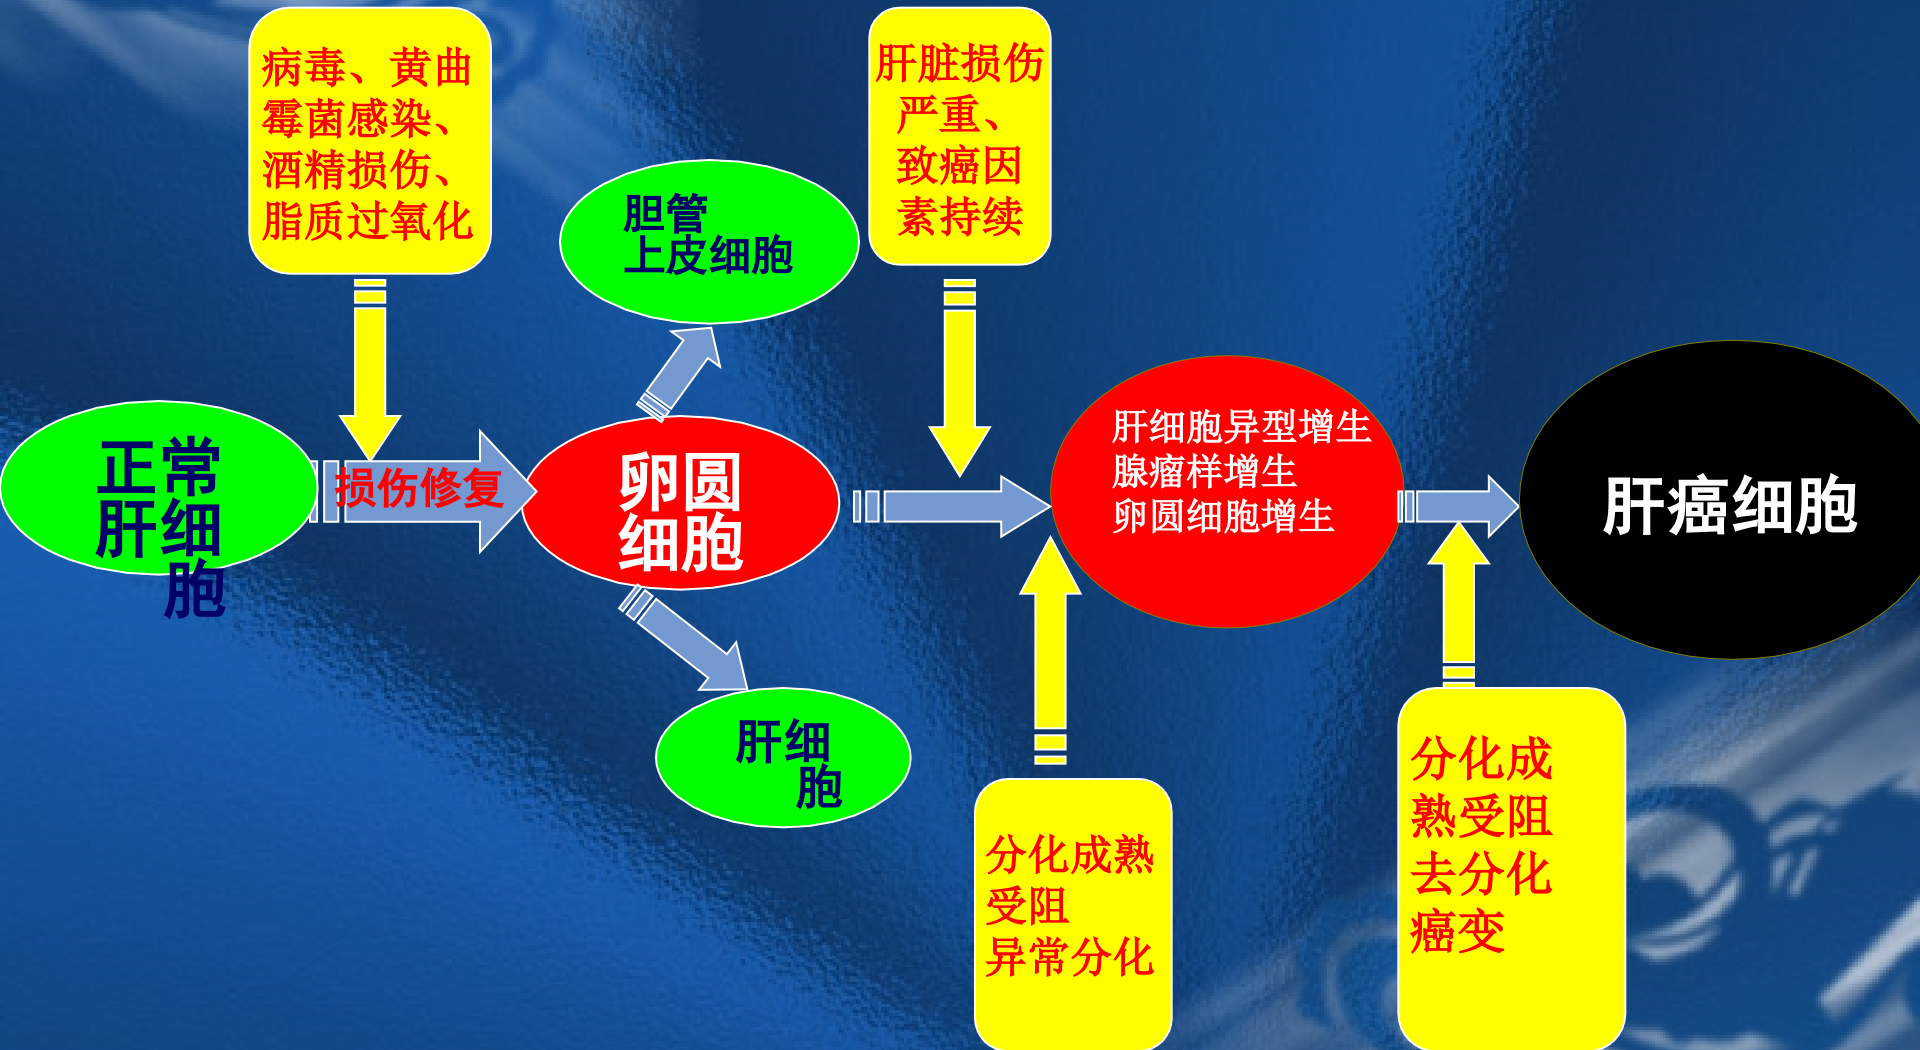 病毒、黄曲
霉菌感染、
酒精损伤、
脂质过氧化
肝脏损伤
严重、
致癌因
素持续
胆管
上皮细胞
正常
肝细
胞
损伤修复
卵圆
细胞
肝细胞异型增生
腺瘤样增生
卵圆细胞增生
肝癌细胞
肝细
胞
分化成熟
受阻
异常分化
分化成
熟受阻
去分化
癌变